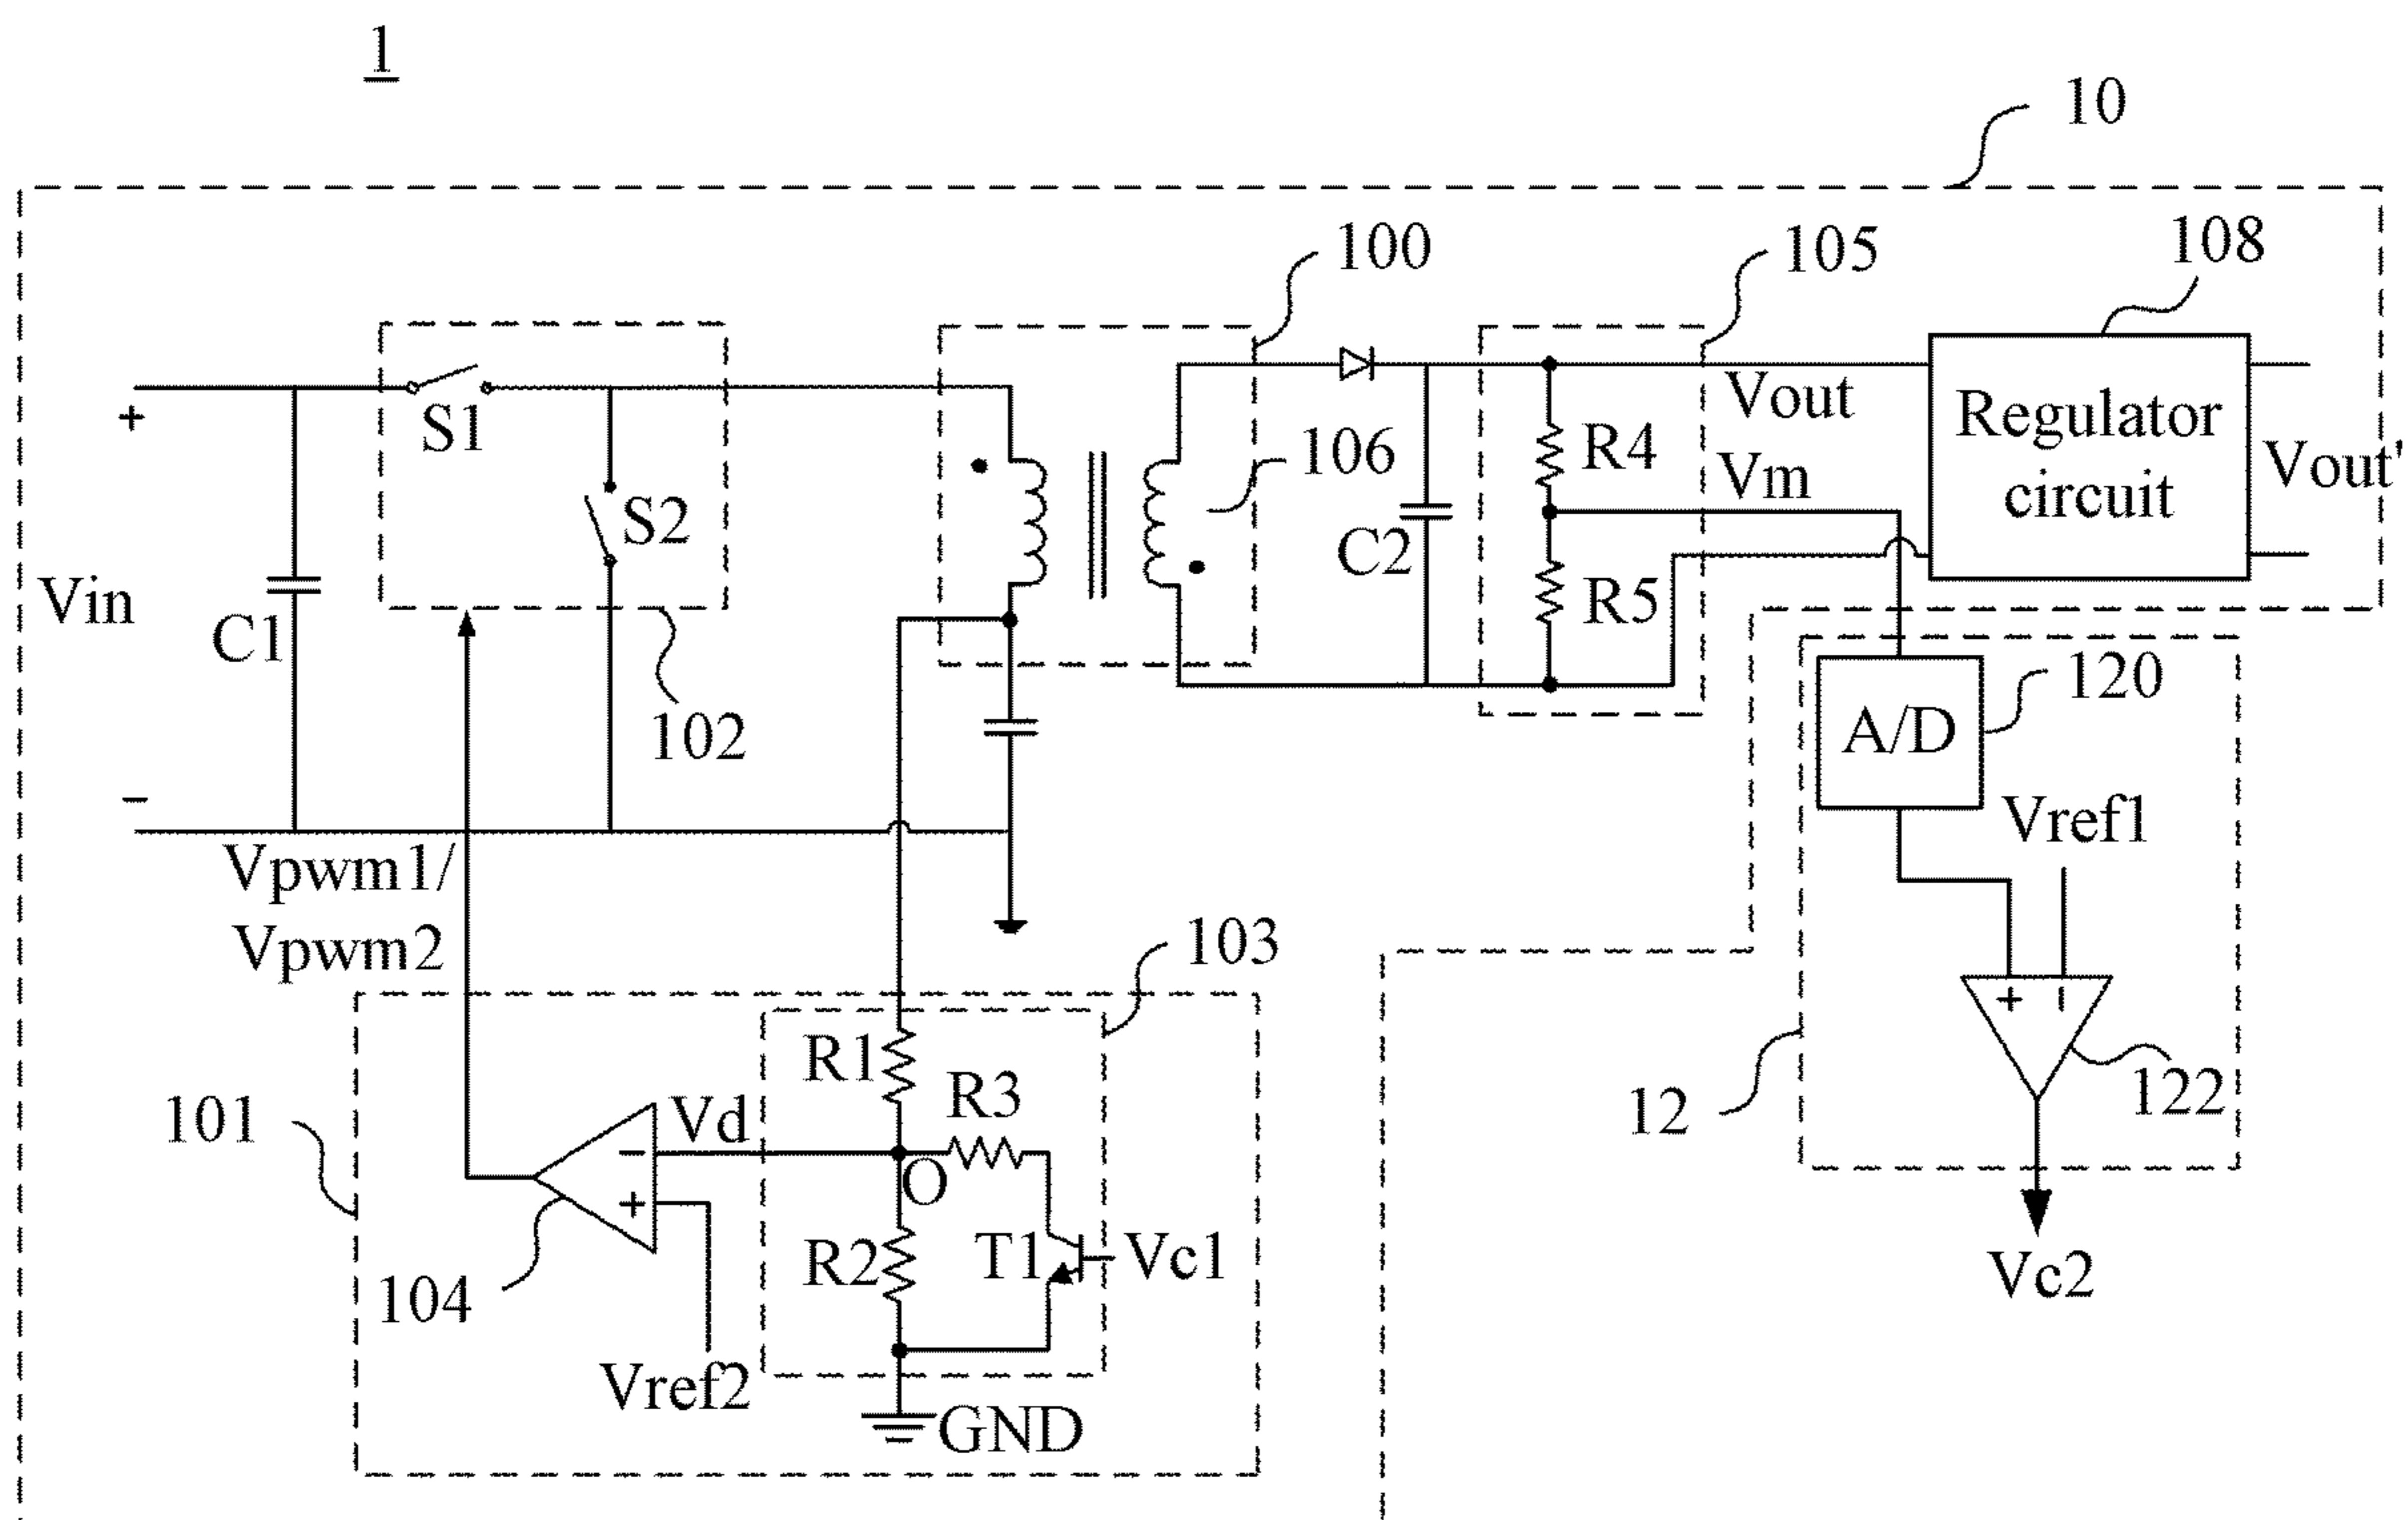 1
10
100
105
108
+
S1
S2
Vin
C1
102
−
106
C2
R4
R5
Vout
Vm
Regulator
circuit
Vout'
A/D
120
Vref1
+ −
122
12
Vc2
Vpwm1/
Vpwm2
103
101
R1
R3
Vd
−
+
O
R2
T1
Vc1
104
Vref2
GND